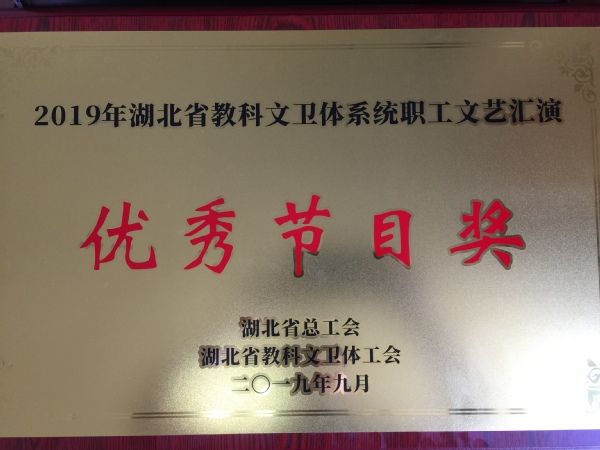 2019年湖北省教科文卫体系统职工文艺汇演
优秀节目奖
湖北省总工会
湖北省教科文卫体工会
二〇一九年九月